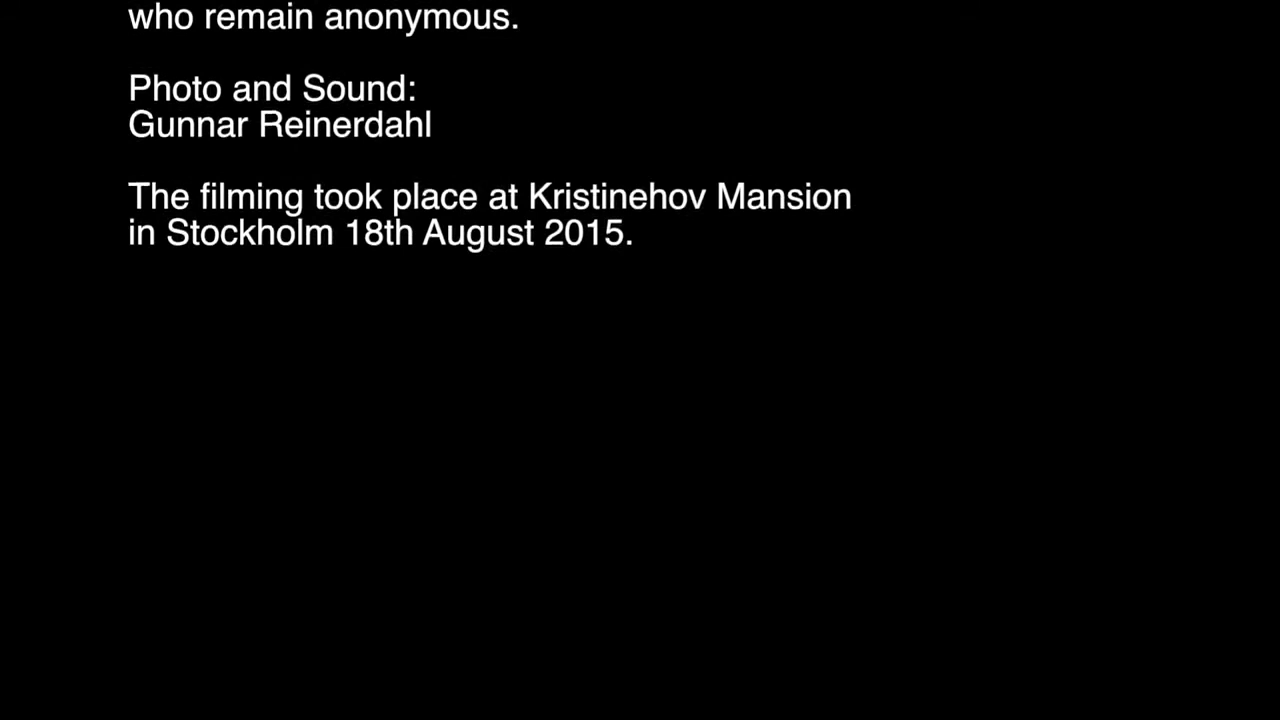 who remain anonymous.
Photo and Sound:
Gunnar Reinerdahl
The filming took place at Kristinehov Mansion
in Stockholm 18th August 2015.